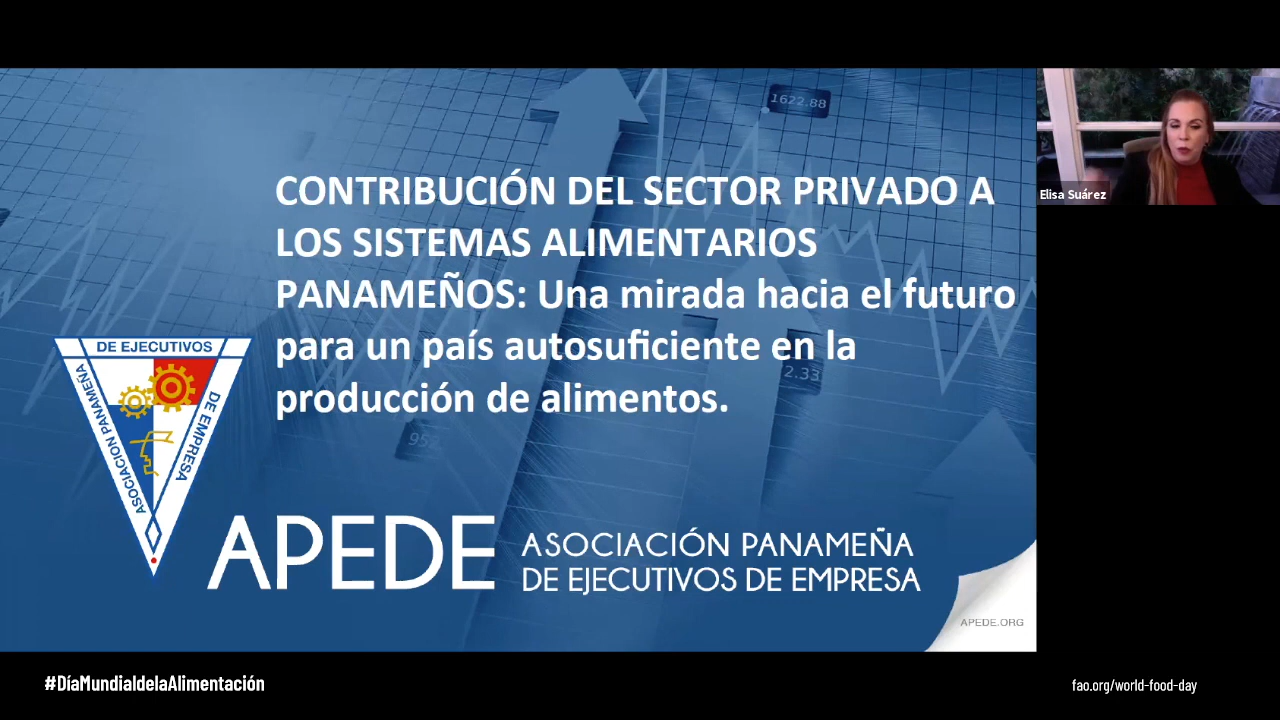 1622.88
Elisa Suárez
CONTRIBUCIÓN DEL SECTOR PRIVADO A
LOS SISTEMAS ALIMENTARIOS
PANAMEÑOS: Una mirada hacia el futuro
para un país autosuficiente en la
producción de alimentos.
2.33
952
DE EJECUTIVOS
ASOCIACION PANAMEÑA
DE EMPRESA
APEDE
ASOCIACIÓN PANAMEÑA
DE EJECUTIVOS DE EMPRESA
APEDE.ORG
#DíaMundialdelaAlimentación
fao.org/world-food-day